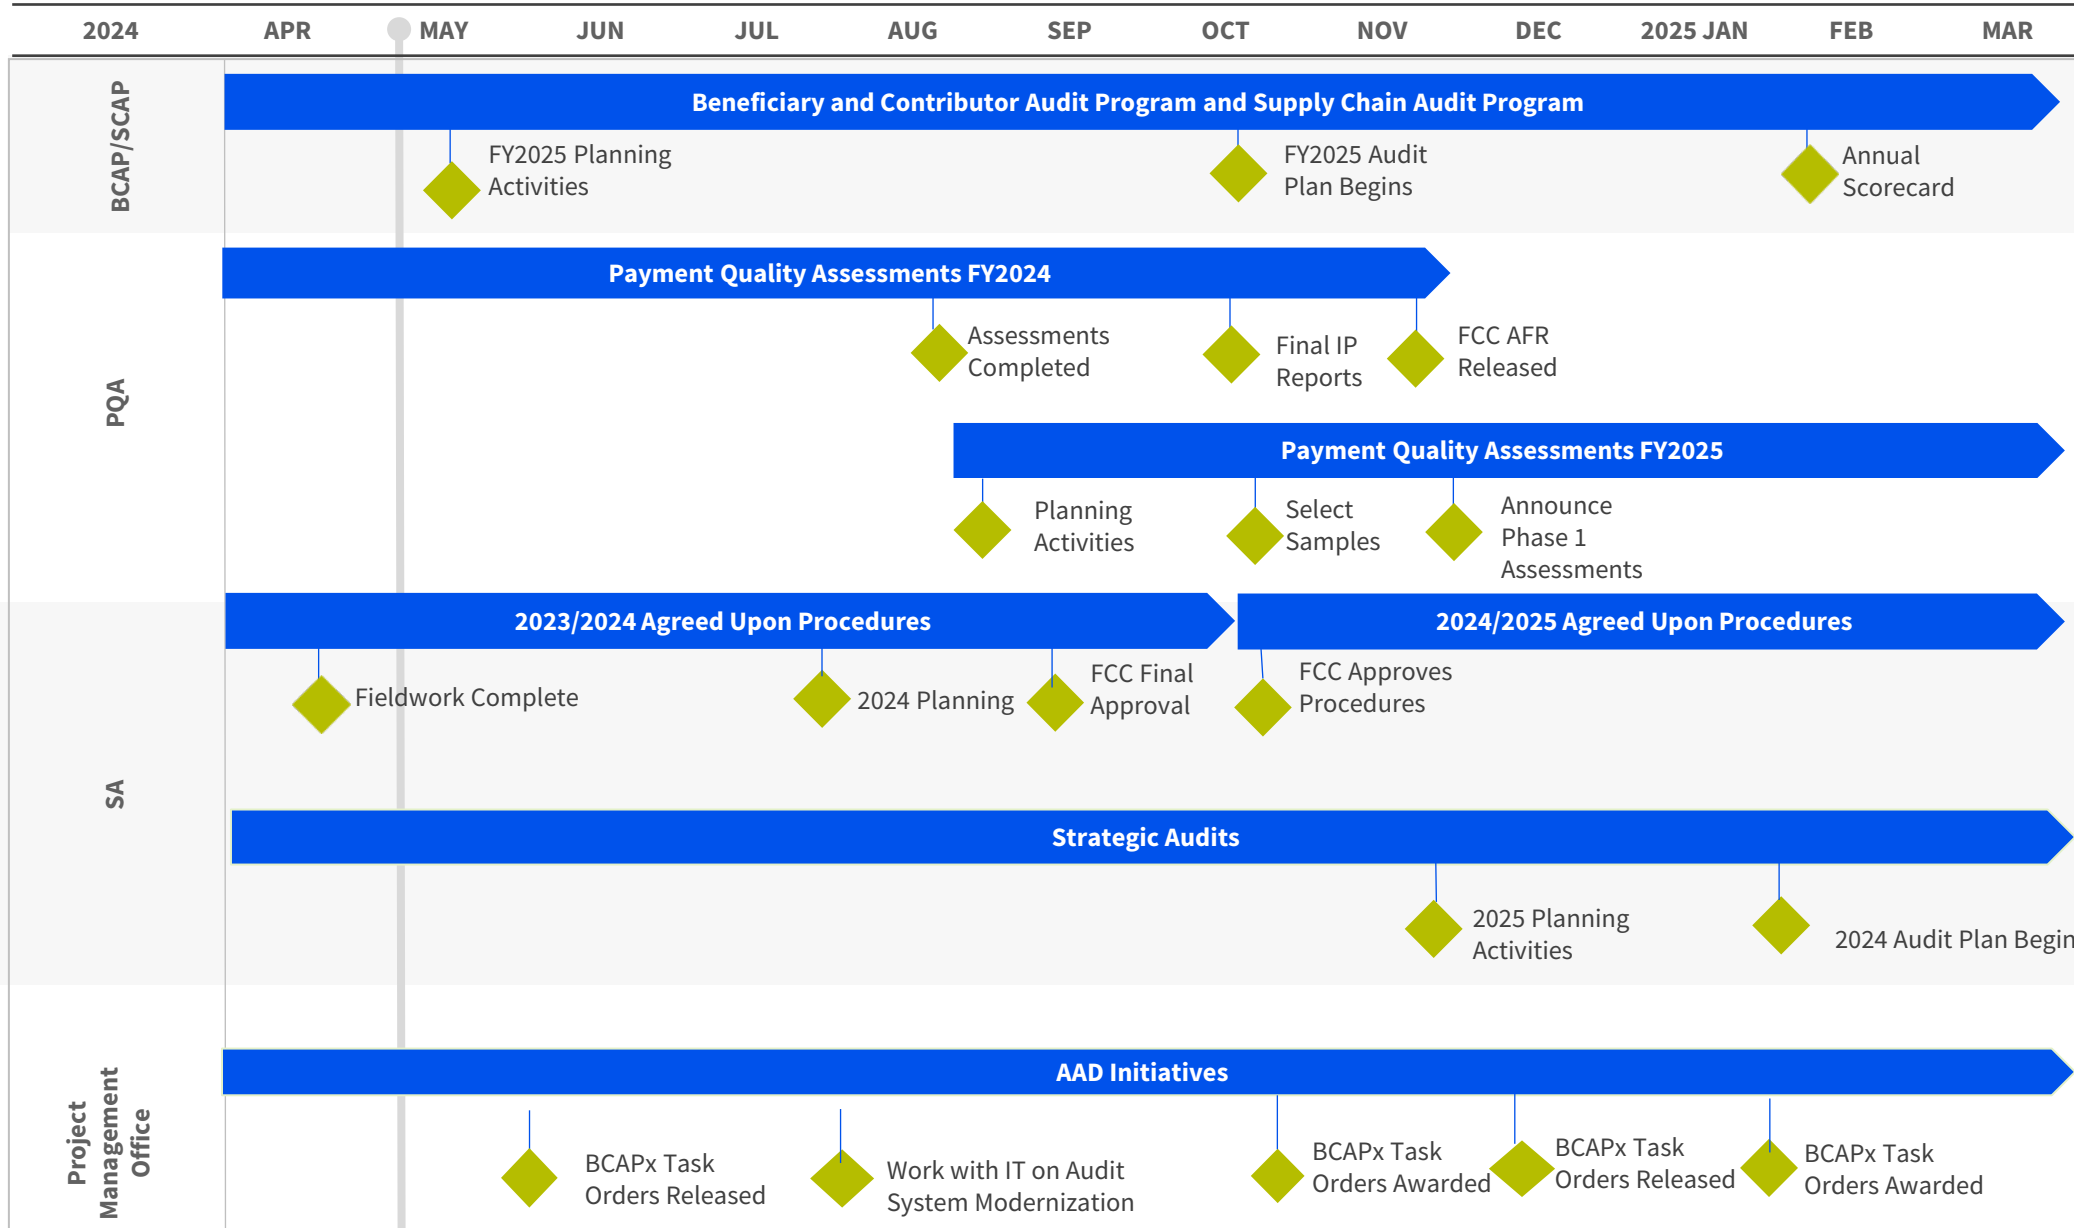 2024 APR MAY JUN JUL AUG SEP OCT NOV DEC 2025 JAN FEB MAR
BCAP/SCAP
Beneficiary and Contributor Audit Program and Supply Chain Audit Program
FY2025 Planning
Activities
FY2025 Audit
Plan Begins
Annual
Scorecard
PQA
Payment Quality Assessments FY2024
Assessments
Completed
Final IP
Reports
FCC AFR
Released
Payment Quality Assessments FY2025
Planning
Activities
Select
Samples
Announce
Phase 1
Assessments
SA
2023/2024 Agreed Upon Procedures
2024/2025 Agreed Upon Procedures
Fieldwork Complete
2024 Planning
FCC Final
Approval
FCC Approves
Procedures
Strategic Audits
2025 Planning
Activities
2024 Audit Plan Begin
Project
Management
Office
AAD Initiatives
BCAPx Task
Orders Released
Work with IT on Audit
System Modernization
BCAPx Task
Orders Awarded
BCAPx Task
Orders Released
BCAPx Task
Orders Awarded